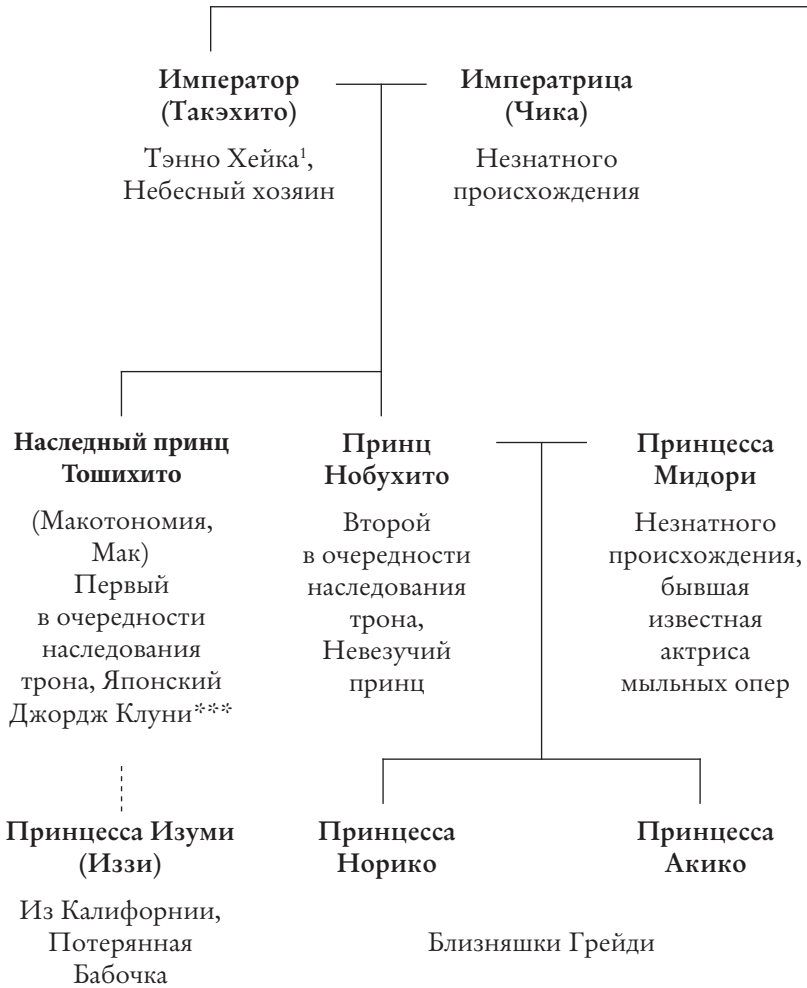 Император
(Такэхито)
Тэнно Хейка¹,
Небесный хозяин
Императрица
(Чика)
Незнатного
происхождения
Наследный принц
Тошихито
(Макотономия,
Мак)
Первый
в очередности
наследования
трона, Японский
Джордж Клуни***
Принц
Нобухито
Второй
в очередности
наследования
трона,
Невезучий
принц
Принцесса
Мидори
Незнатного
происхождения,
бывшая
известная
актриса
мыльных опер
Принцесса Изуми
(Иззи)
Из Калифорнии,
Потерянная
Бабочка
Принцесса
Норико
Принцесса
Акико
Близняшки Грейди